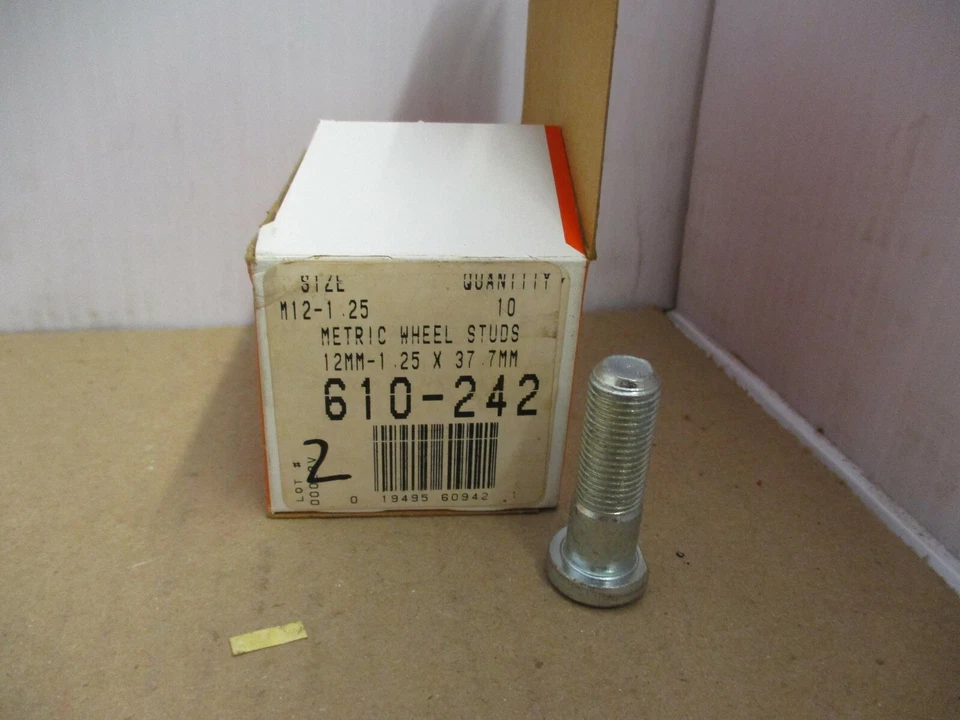 SIZE QUANTITY
M12-1.25 10
METRIC WHEEL STUDS
12MM-1.25 X 37.7MM
610-242
2
LOT #
0 19495 60942 1